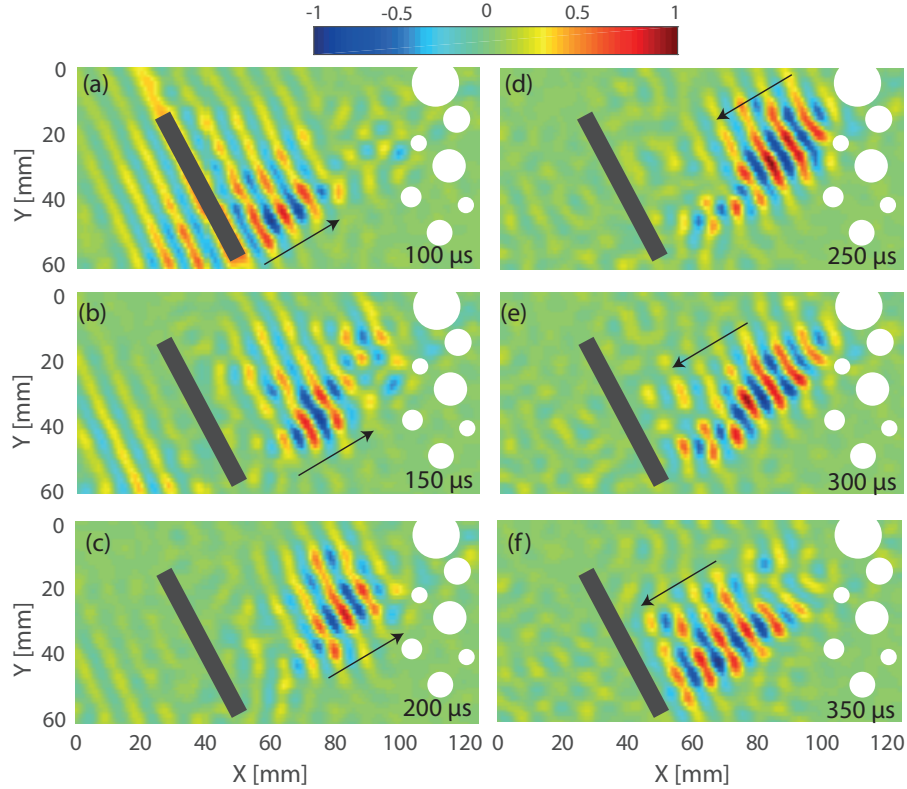 -1 -0.5 0 0.5 1
(a)
0
20
40
60
Y [mm]
100 µs
(d)
250 µs
(b)
0
20
40
60
Y [mm]
150 µs
(e)
300 µs
(c)
0
20
40
60
Y [mm]
200 µs
(f)
350 µs
0 20 40 60 80 100 120
X [mm]
0 20 40 60 80 100 120
X [mm]